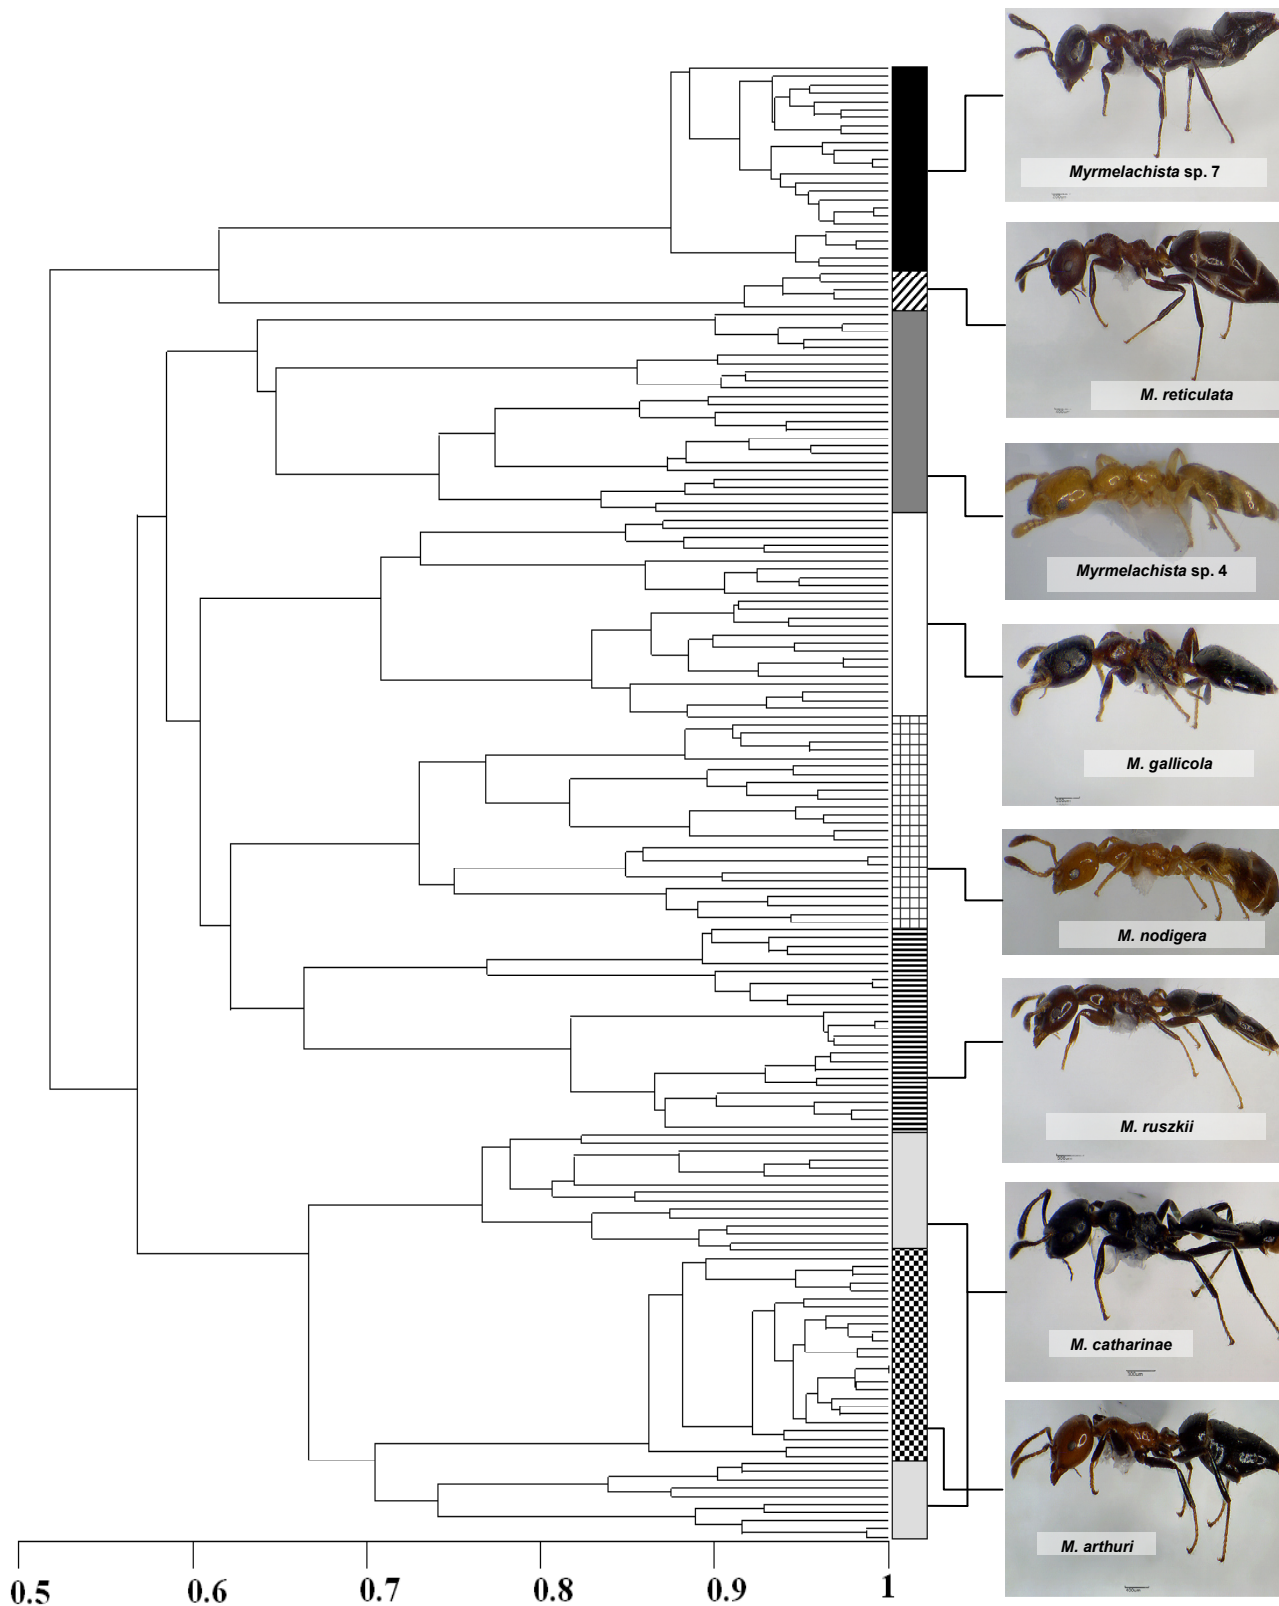 Myrmelachista sp. 7
M. reticulata
Myrmelachista sp. 4
M. gallicola
M. nodigera
M. ruszkii
M. catharinae
M. arthuri
0.5 0.6 0.7 0.8 0.9 1